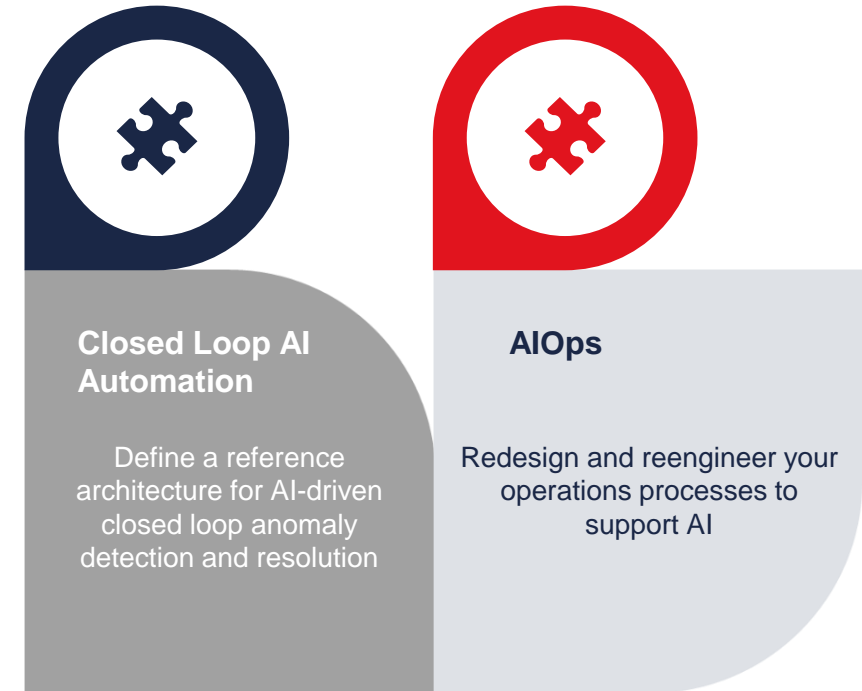 Closed Loop AI
Automation
Define a reference
architecture for AI-driven
closed loop anomaly
detection and resolution
AIOps
Redesign and reengineer your
operations processes to
support AI